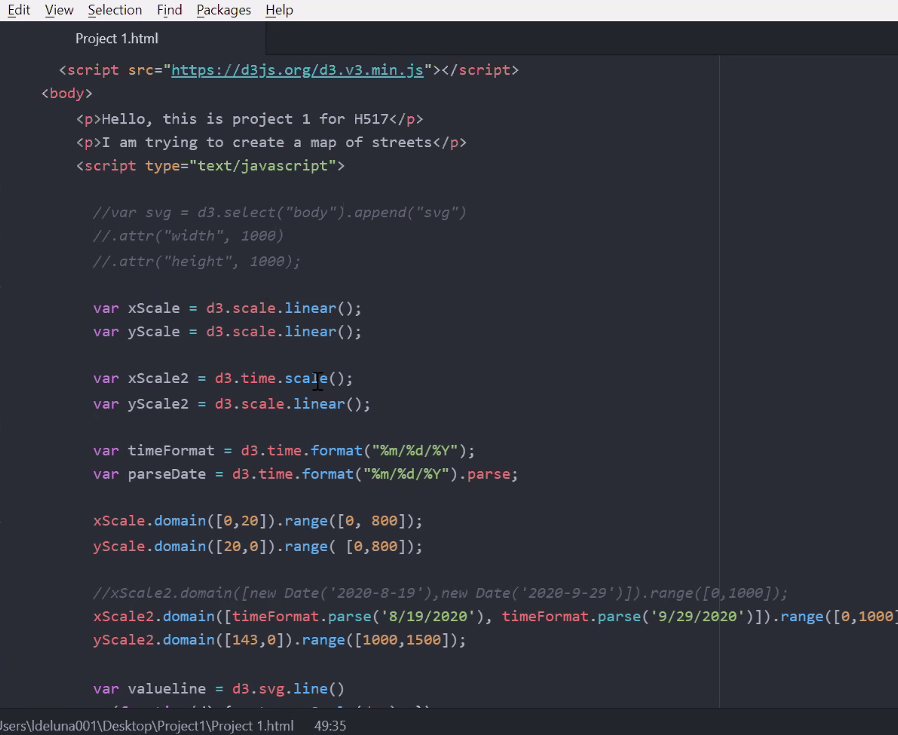 Edit View Selection Find Packages Help
Project 1.html
<script src="https://d3js.org/d3.v3.min.js"></script>
<body>
<p>Hello, this is project 1 for H517</p>
<p>I am trying to create a map of streets</p>
<script type="text/javascript">
//var svg = d3.select("body").append("svg")
//.attr("width", 1000)
//.attr("height", 1000);
var xScale = d3.scale.linear();
var yScale = d3.scale.linear();
var xScale2 = d3.time.scale();
var yScale2 = d3.scale.linear();
var timeFormat = d3.time.format("%m/%d/%Y");
var parseDate = d3.time.format("%m/%d/%Y").parse;
xScale.domain([0,20]).range([0, 800]);
yScale.domain([20,0]).range( [0,800]);
//xScale2.domain([new Date('2020-8-19'),new Date('2020-9-29')]).range([0,1000]);
xScale2.domain([timeFormat.parse('8/19/2020'), timeFormat.parse('9/29/2020')]).range([0,1000]
yScale2.domain([143,0]).range([1000,1500]);
var valueline = d3.svg.line()
Users\ldeluna001\Desktop\Project1\Project 1.html 49:35